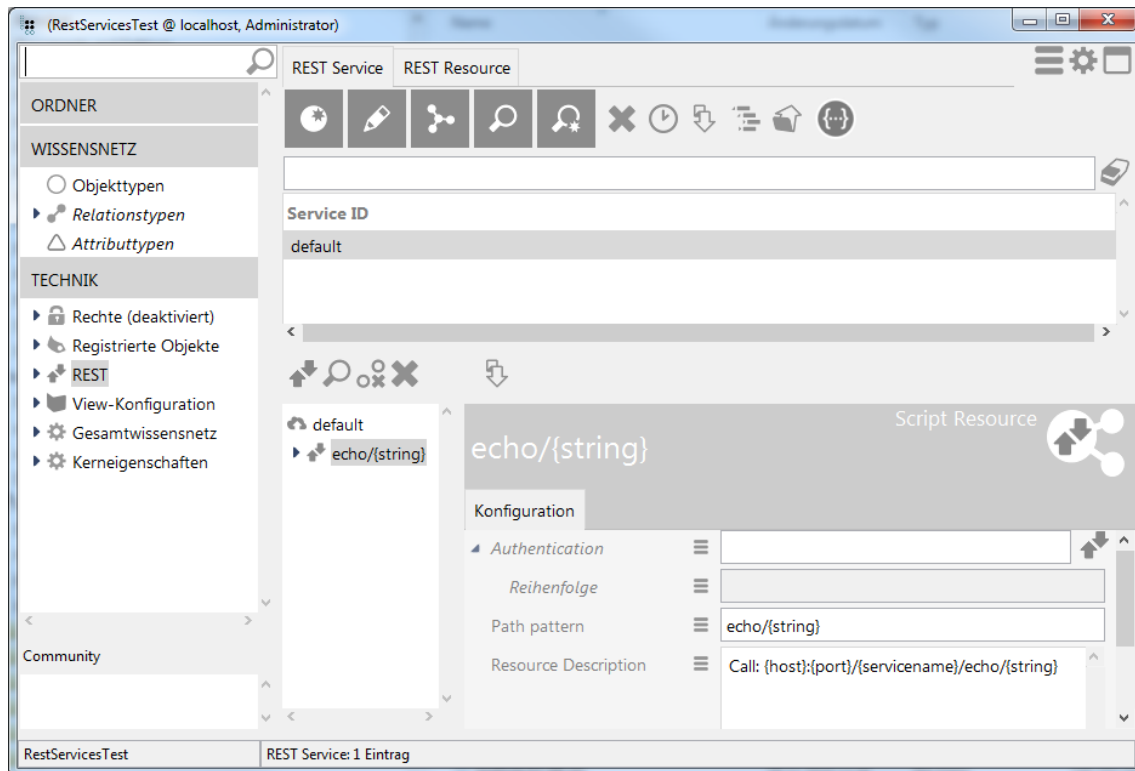 (RestServicesTest @ localhost, Administrator)
REST Service
REST Resource
ORDNER
WISSENSNETZ
Objekttypen
Relationstypen
Attributtypen
TECHNIK
Rechte (deaktiviert)
Registrierte Objekte
REST
View-Konfiguration
Gesamtwissensnetz
Kerneigenschaften
Community
Service ID
default
default
echo/{string}
Script Resource
echo/{string}
Konfiguration
Authentication
Reihenfolge
Path pattern
echo/{string}
Resource Description
Call: {host}:{port}/{servicename}/echo/{string}
RestServicesTest
REST Service: 1 Eintrag